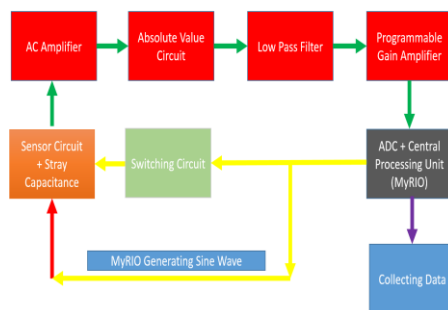 AC Amplifier
Absolute Value
Circuit
Low Pass Filter
Programmable
Gain Amplifier
Sensor Circuit
+ Stray
Capacitance
Switching Circuit
ADC + Central
Processing Unit
(MyRIO)
MyRIO Generating Sine Wave
Collecting Data